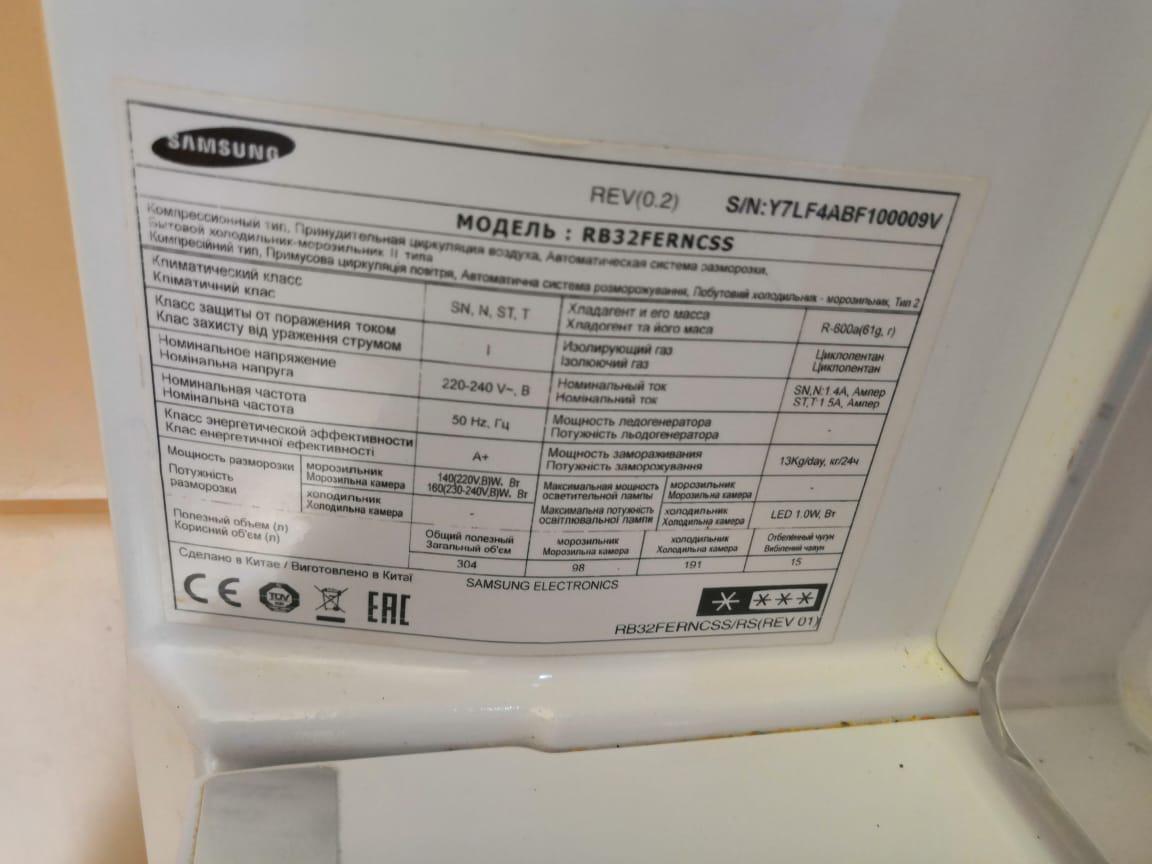 SAMSUNG
REV(0.2) S/N:Y7LF4ABF100009V
МОДЕЛЬ : RB32FERNCSS
Компрессионный тип, Принудительная циркуляция воздуха, Автоматическая система разморозки,
Бытовой холодильник-морозильник II типа
Компресійний тип, Примусова циркуляція повітря, Автоматична система розморожування, Побутовий холодильник - морозильник, Тип 2
Климатический класс
Кліматичний клас
SN, N, ST, T
Хладагент и его масса
Хладогент та його маса
R-600a(61g, г)
Класс защиты от поражения током
Клас захисту від ураження струмом
I
Изолирующий газ
Ізолюючий газ
Циклопентан
Циклопентан
Номинальное напряжение
Номінальна напруга
220-240 V~, В
Номинальный ток
Номінальний ток
SN,N:1.4A, Ампер
ST,T:1.5A, Ампер
Номинальная частота
Номінальна частота
50 Hz, Гц
Мощность ледогенератора
Потужність льодогенератора
-
Класс энергетической эффективности
Клас енергетичної ефективності
A+
Мощность замораживания
Потужність заморожування
13Kg/day, кг/24ч
Мощность разморозки
Потужність
разморозки
морозильник
Морозильна камера
140(220V,В)W, Вт
160(230-240V,В)W, Вт
холодильник
Холодильна камера
-
Максимальная мощность
осветительной лампы
Максимальна потужність
освітлювальної лампи
морозильник
Морозильна камера
-
холодильник
Холодильна камера
LED 1.0W, Вт
Полезный объем (л)
Корисний об'єм (л)
Общий полезный
Загальный об'єм
морозильник
Морозильна камера
холодильник
Холодильна камера
Отбелённый чугун
Вибілений чавун
304 98 191 15
Сделано в Китае / Виготовлено в Китаї
SAMSUNG ELECTRONICS
CE TÜV EAC
RB32FERNCSS/RS(REV 01)